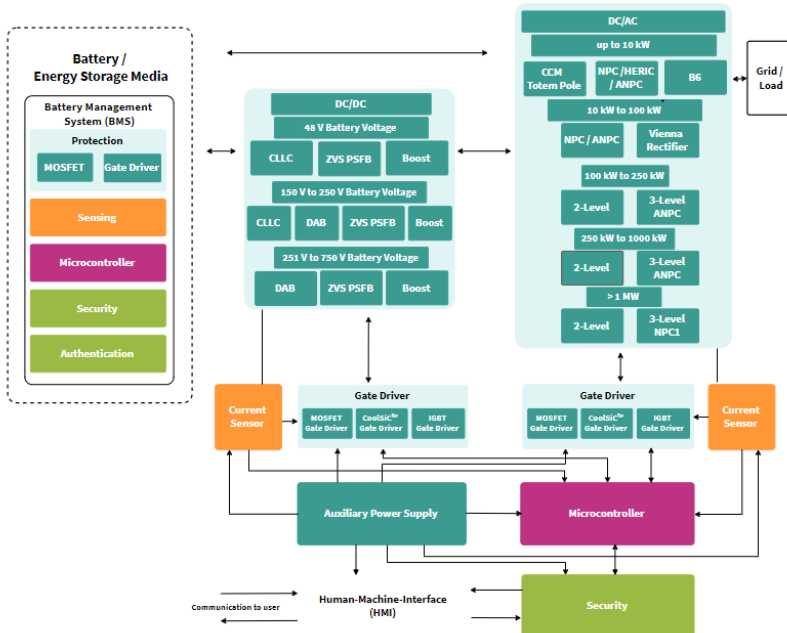 Battery /
Energy Storage Media
Battery Management
System (BMS)
Protection
MOSFET
Gate Driver
Sensing
Microcontroller
Security
Authentication
DC/DC
48 V Battery Voltage
CLLC
ZVS PSFB
Boost
150 V to 250 V Battery Voltage
CLLC
DAB
ZVS PSFB
Boost
251 V to 750 V Battery Voltage
DAB
ZVS PSFB
Boost
DC/AC
up to 10 kW
CCM
Totem Pole
NPC /HERIC
/ ANPC
B6
10 kW to 100 kW
NPC / ANPC
Vienna
Rectifier
100 kW to 250 kW
2-Level
3-Level
ANPC
250 kW to 1000 kW
2-Level
3-Level
ANPC
> 1 MW
2-Level
3-Level
NPC1
Grid /
Load
Current
Sensor
Gate Driver
MOSFET
Gate Driver
CoolSiC™
Gate Driver
IGBT
Gate Driver
Gate Driver
MOSFET
Gate Driver
CoolSiC™
Gate Driver
IGBT
Gate Driver
Current
Sensor
Auxiliary Power Supply
Microcontroller
Communication to user
Human-Machine-Interface
(HMI)
Security